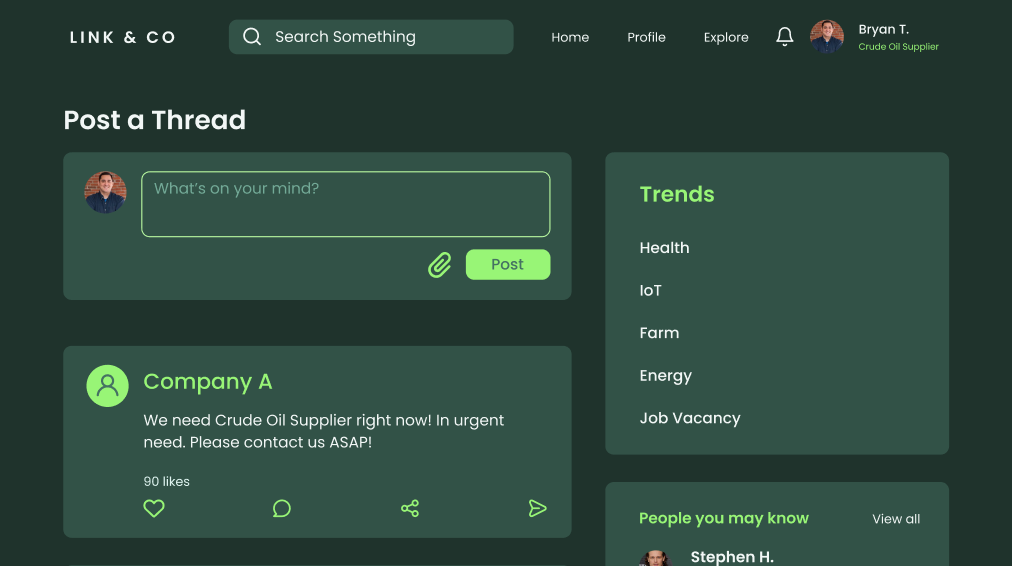 LINK & CO
Search Something
Home
Profile
Explore
Bryan T.
Crude Oil Supplier
Post a Thread
What's on your mind?
Post
Company A
We need Crude Oil Supplier right now! In urgent
need. Please contact us ASAP!
90 likes
Trends
Health
IoT
Farm
Energy
Job Vacancy
People you may know
View all
Stephen H.